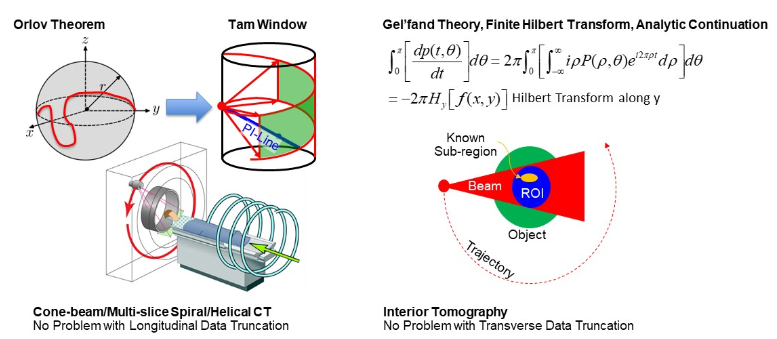 Orlov Theorem
Tam Window
z
r
y
x
PI-Line
Cone-beam/Multi-slice Spiral/Helical CT
No Problem with Longitudinal Data Truncation
Gel'fand Theory, Finite Hilbert Transform, Analytic Continuation
∫₀^π [dp(t,θ)/dt] dθ = 2π∫₀^π [∫₋∞^∞ iρP(ρ,θ)e^{i2πρt} dρ] dθ
= −2πH_y[f(x,y)] Hilbert Transform along y
Known
Sub-region
Beam
ROI
Object
Trajectory
Interior Tomography
No Problem with Transverse Data Truncation